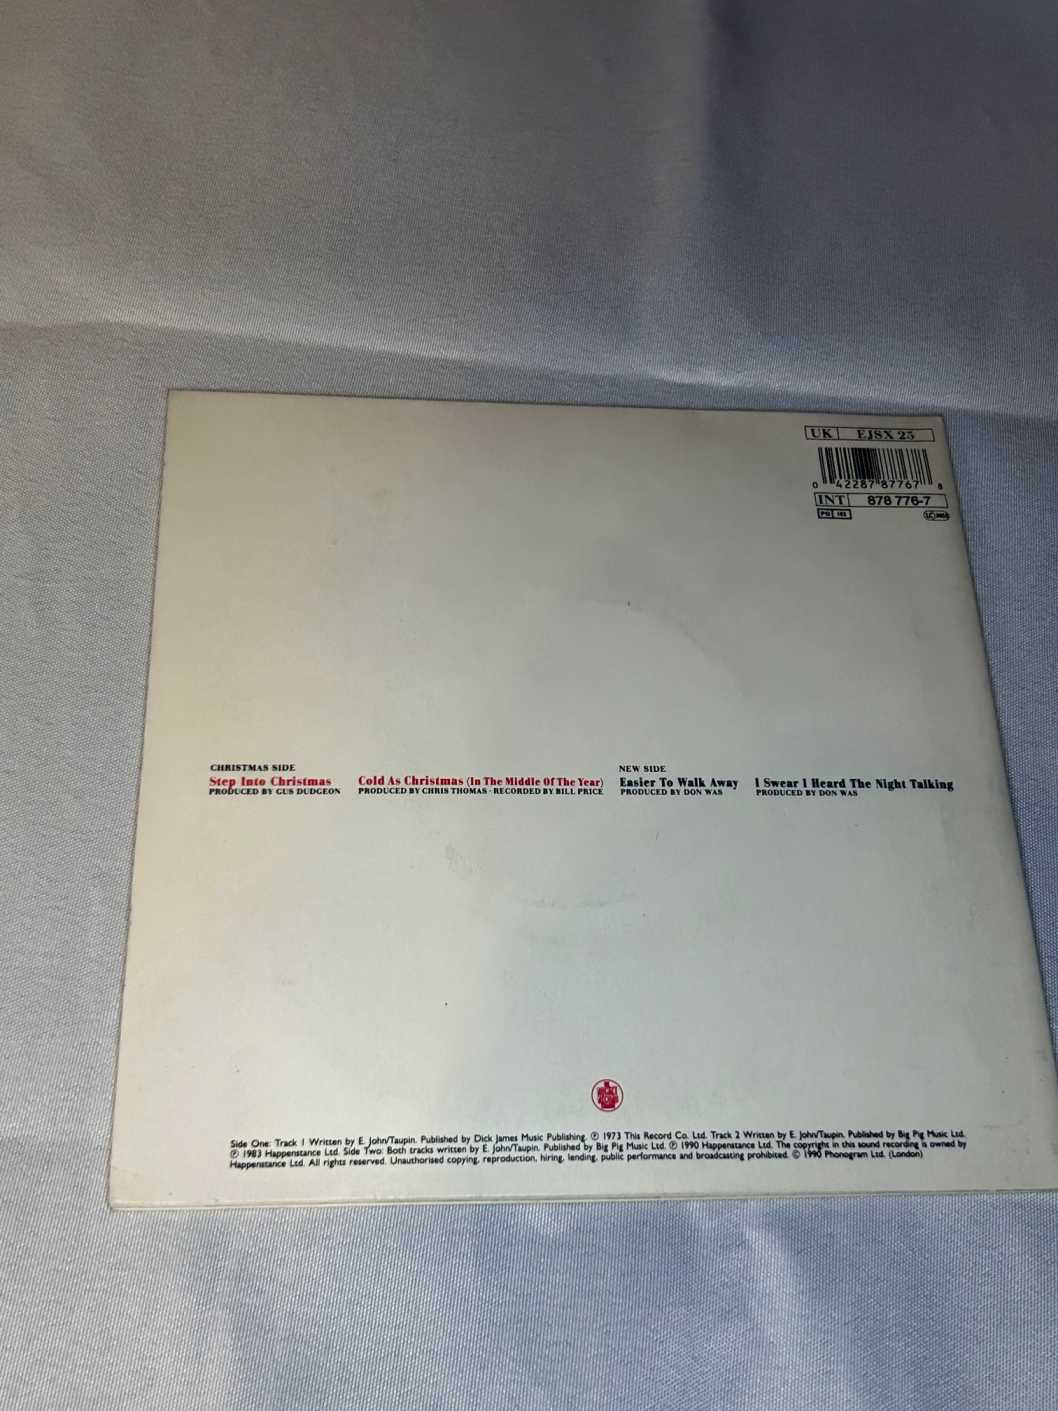 UK EJSX 25
0 42287 87767 8
INT 878 776-7
CHRISTMAS SIDE
Step Into Christmas
PRODUCED BY GUS DUDGEON
Cold As Christmas (In The Middle Of The Year)
PRODUCED BY CHRIS THOMAS · RECORDED BY BILL PRICE
NEW SIDE
Easier To Walk Away
PRODUCED BY DON WAS
I Swear I Heard The Night Talking
PRODUCED BY DON WAS
Side One: Track 1 Written by E. John/Taupin. Published by Dick James Music Publishing. ℗ 1973 This Record Co. Ltd. Track 2 Written by E. John/Taupin. Published by Big Pig Music Ltd.
℗ 1983 Happenstance Ltd. Side Two: Both tracks written by E. John/Taupin. Published by Big Pig Music Ltd. ℗ 1990 Happenstance Ltd. The copyright in this sound recording is owned by
Happenstance Ltd. All rights reserved. Unauthorised copying, reproduction, hiring, lending, public performance and broadcasting prohibited. © 1990 Phonogram Ltd. (London)